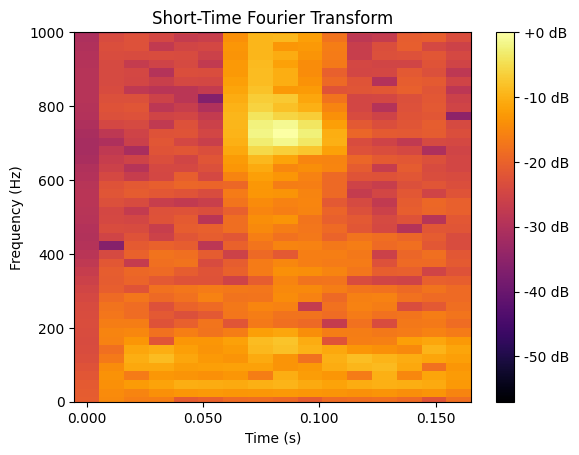 Short-Time Fourier Transform
Frequency (Hz)
1000
800
600
400
200
0
0.000
0.050
0.100
0.150
Time (s)
+0 dB
-10 dB
-20 dB
-30 dB
-40 dB
-50 dB